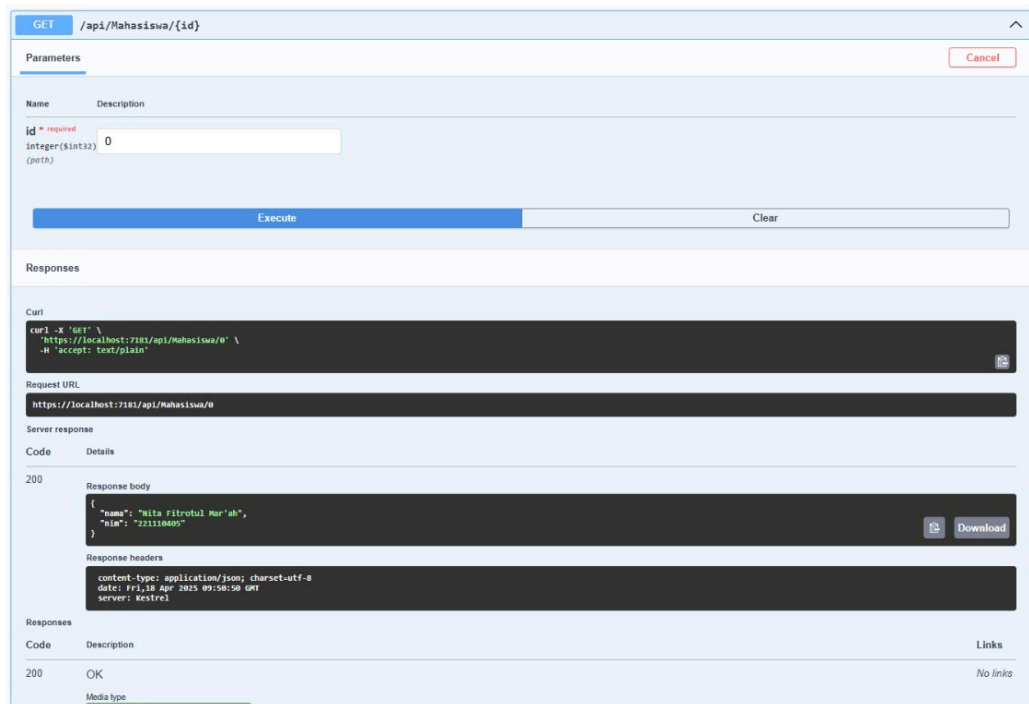 GET /api/Mahasiswa/{id}
Parameters
Cancel
Name Description
id * required
integer($int32)
(path)
0
Execute Clear
Responses
Curl
curl -X 'GET' \
'https://localhost:7181/api/Mahasiswa/0' \
-H 'accept: text/plain'
Request URL
https://localhost:7181/api/Mahasiswa/0
Server response
Code Details
200
Response body
{
"nama": "Nita Fitrotul Mar'ah",
"nim": "221110405"
}
Download
Response headers
content-type: application/json; charset=utf-8
date: Fri,18 Apr 2025 09:50:50 GMT
server: Kestrel
Responses
Code Description Links
200 OK No links
Media type